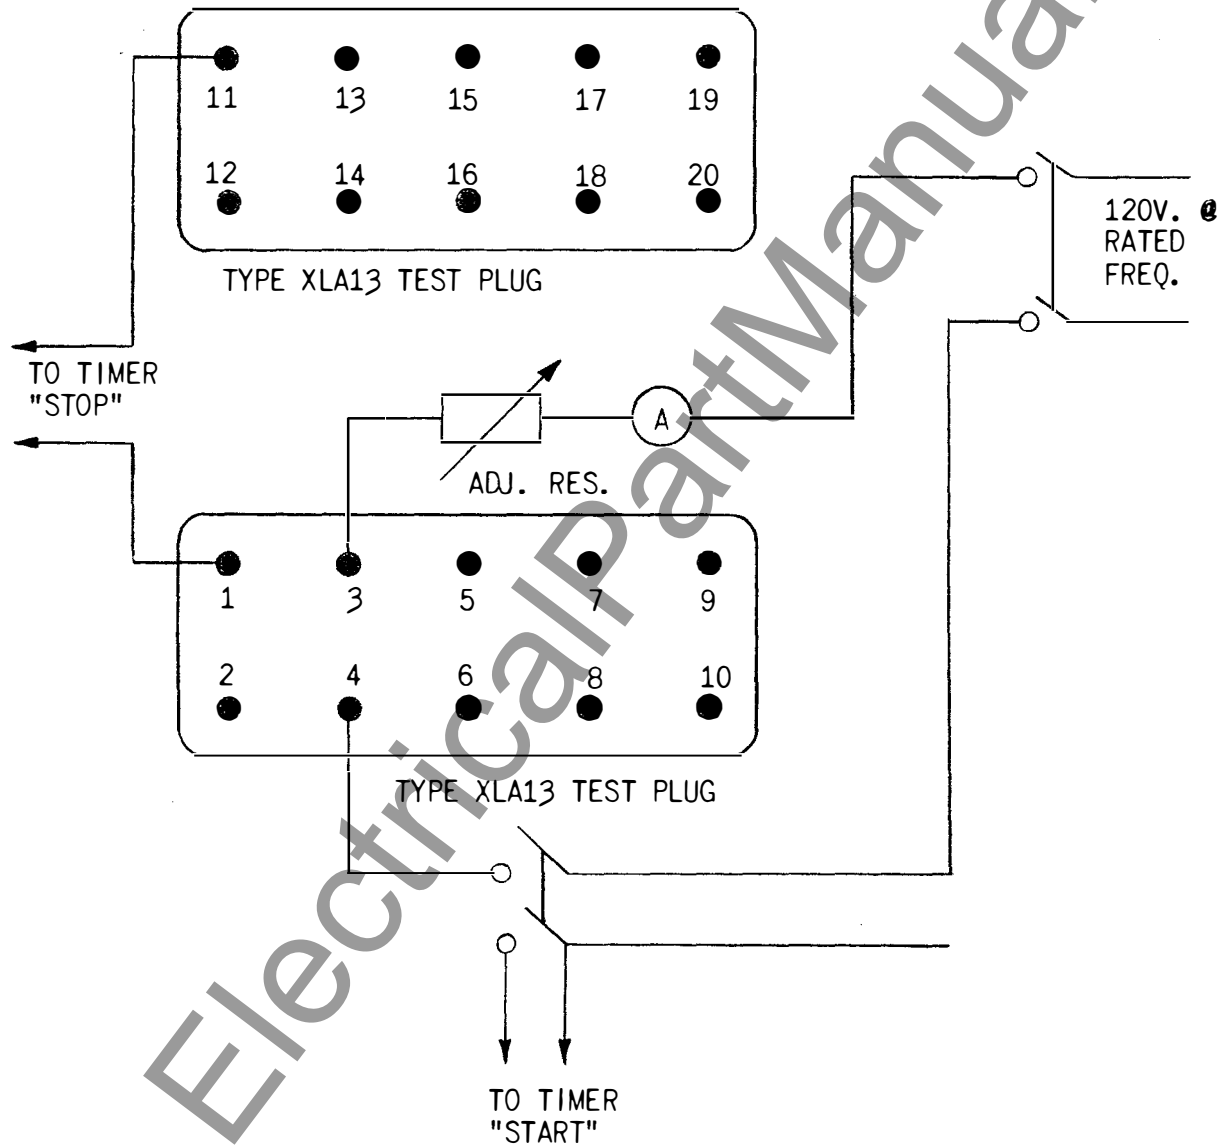 11 13 15 17 19
12 14 16 18 20
TYPE XLA13 TEST PLUG
120V. @
RATED
FREQ.
TO TIMER
"STOP"
A
ADJ. RES.
1 3 5 7 9
2 4 6 8 10
TYPE XLA13 TEST PLUG
TO TIMER
"START"
ElectricalPartManua